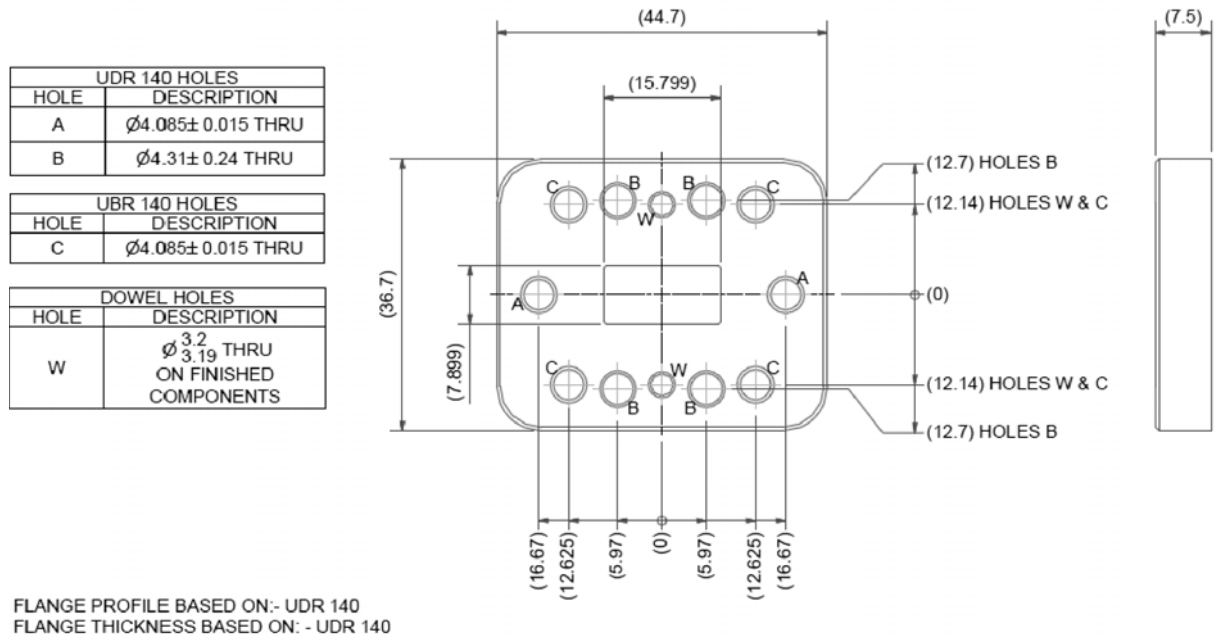 UDR 140 HOLES
HOLE DESCRIPTION
A Ø4.085± 0.015 THRU
B Ø4.31± 0.24 THRU
UBR 140 HOLES
HOLE DESCRIPTION
C Ø4.085± 0.015 THRU
DOWEL HOLES
HOLE DESCRIPTION
W Ø 3.2 3.19 THRU
ON FINISHED
COMPONENTS
(44.7)
(7.5)
(15.799)
(36.7)
(7.899)
C B B C
W
A A
C W C
B B
(12.7) HOLES B
(12.14) HOLES W & C
(0)
(12.14) HOLES W & C
(12.7) HOLES B
(16.67) (12.625) (5.97) (0) (5.97) (12.625) (16.67)
FLANGE PROFILE BASED ON:- UDR 140
FLANGE THICKNESS BASED ON: - UDR 140